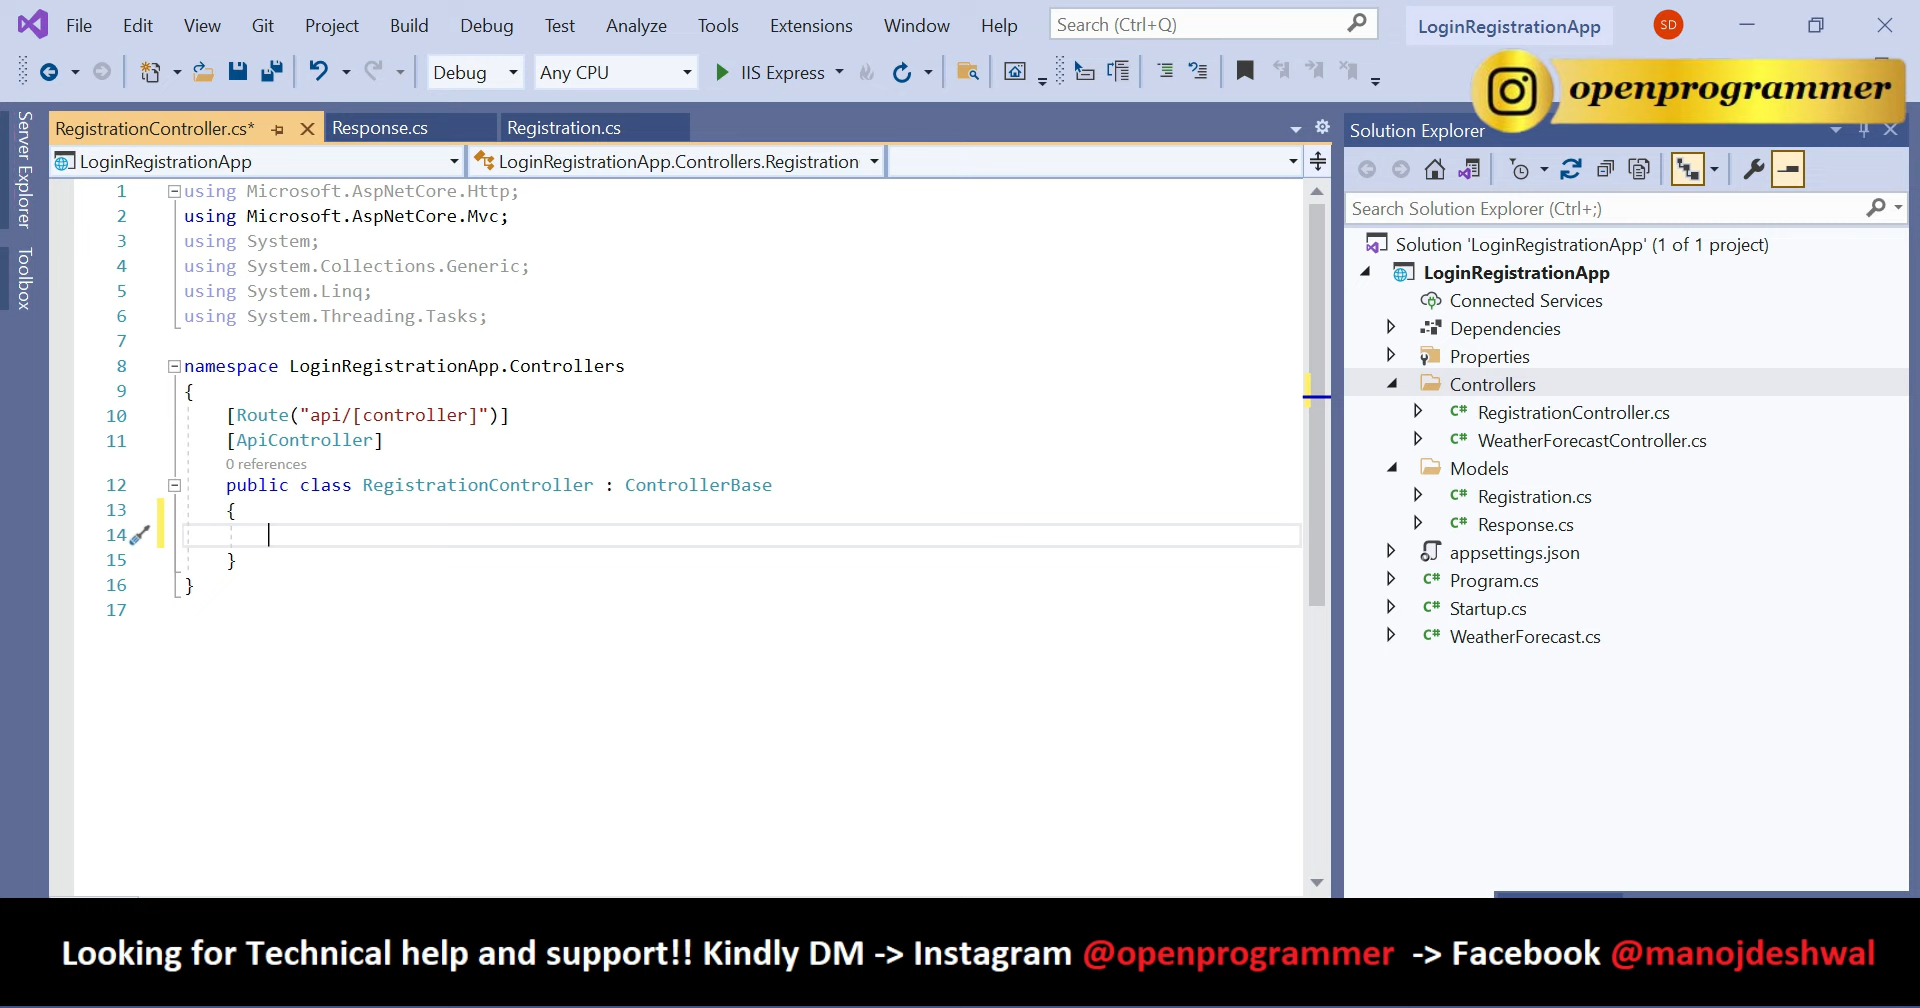 File Edit View Git Project Build Debug Test Analyze Tools Extensions Window Help Search (Ctrl+Q) LoginRegistrationApp SD
Debug Any CPU IIS Express
openprogrammer
Server Explorer
Toolbox
RegistrationController.cs* Response.cs Registration.cs
LoginRegistrationApp LoginRegistrationApp.Controllers.Registration
1 using Microsoft.AspNetCore.Http;
2 using Microsoft.AspNetCore.Mvc;
3 using System;
4 using System.Collections.Generic;
5 using System.Linq;
6 using System.Threading.Tasks;
7
8 namespace LoginRegistrationApp.Controllers
9 {
10 [Route("api/[controller]")]
11 [ApiController]
0 references
12 public class RegistrationController : ControllerBase
13 {
14
15 }
16 }
17
Solution Explorer
Search Solution Explorer (Ctrl+;)
Solution 'LoginRegistrationApp' (1 of 1 project)
LoginRegistrationApp
Connected Services
Dependencies
Properties
Controllers
C# RegistrationController.cs
C# WeatherForecastController.cs
Models
C# Registration.cs
C# Response.cs
appsettings.json
C# Program.cs
C# Startup.cs
C# WeatherForecast.cs
Looking for Technical help and support!! Kindly DM -> Instagram @openprogrammer -> Facebook @manojdeshwal